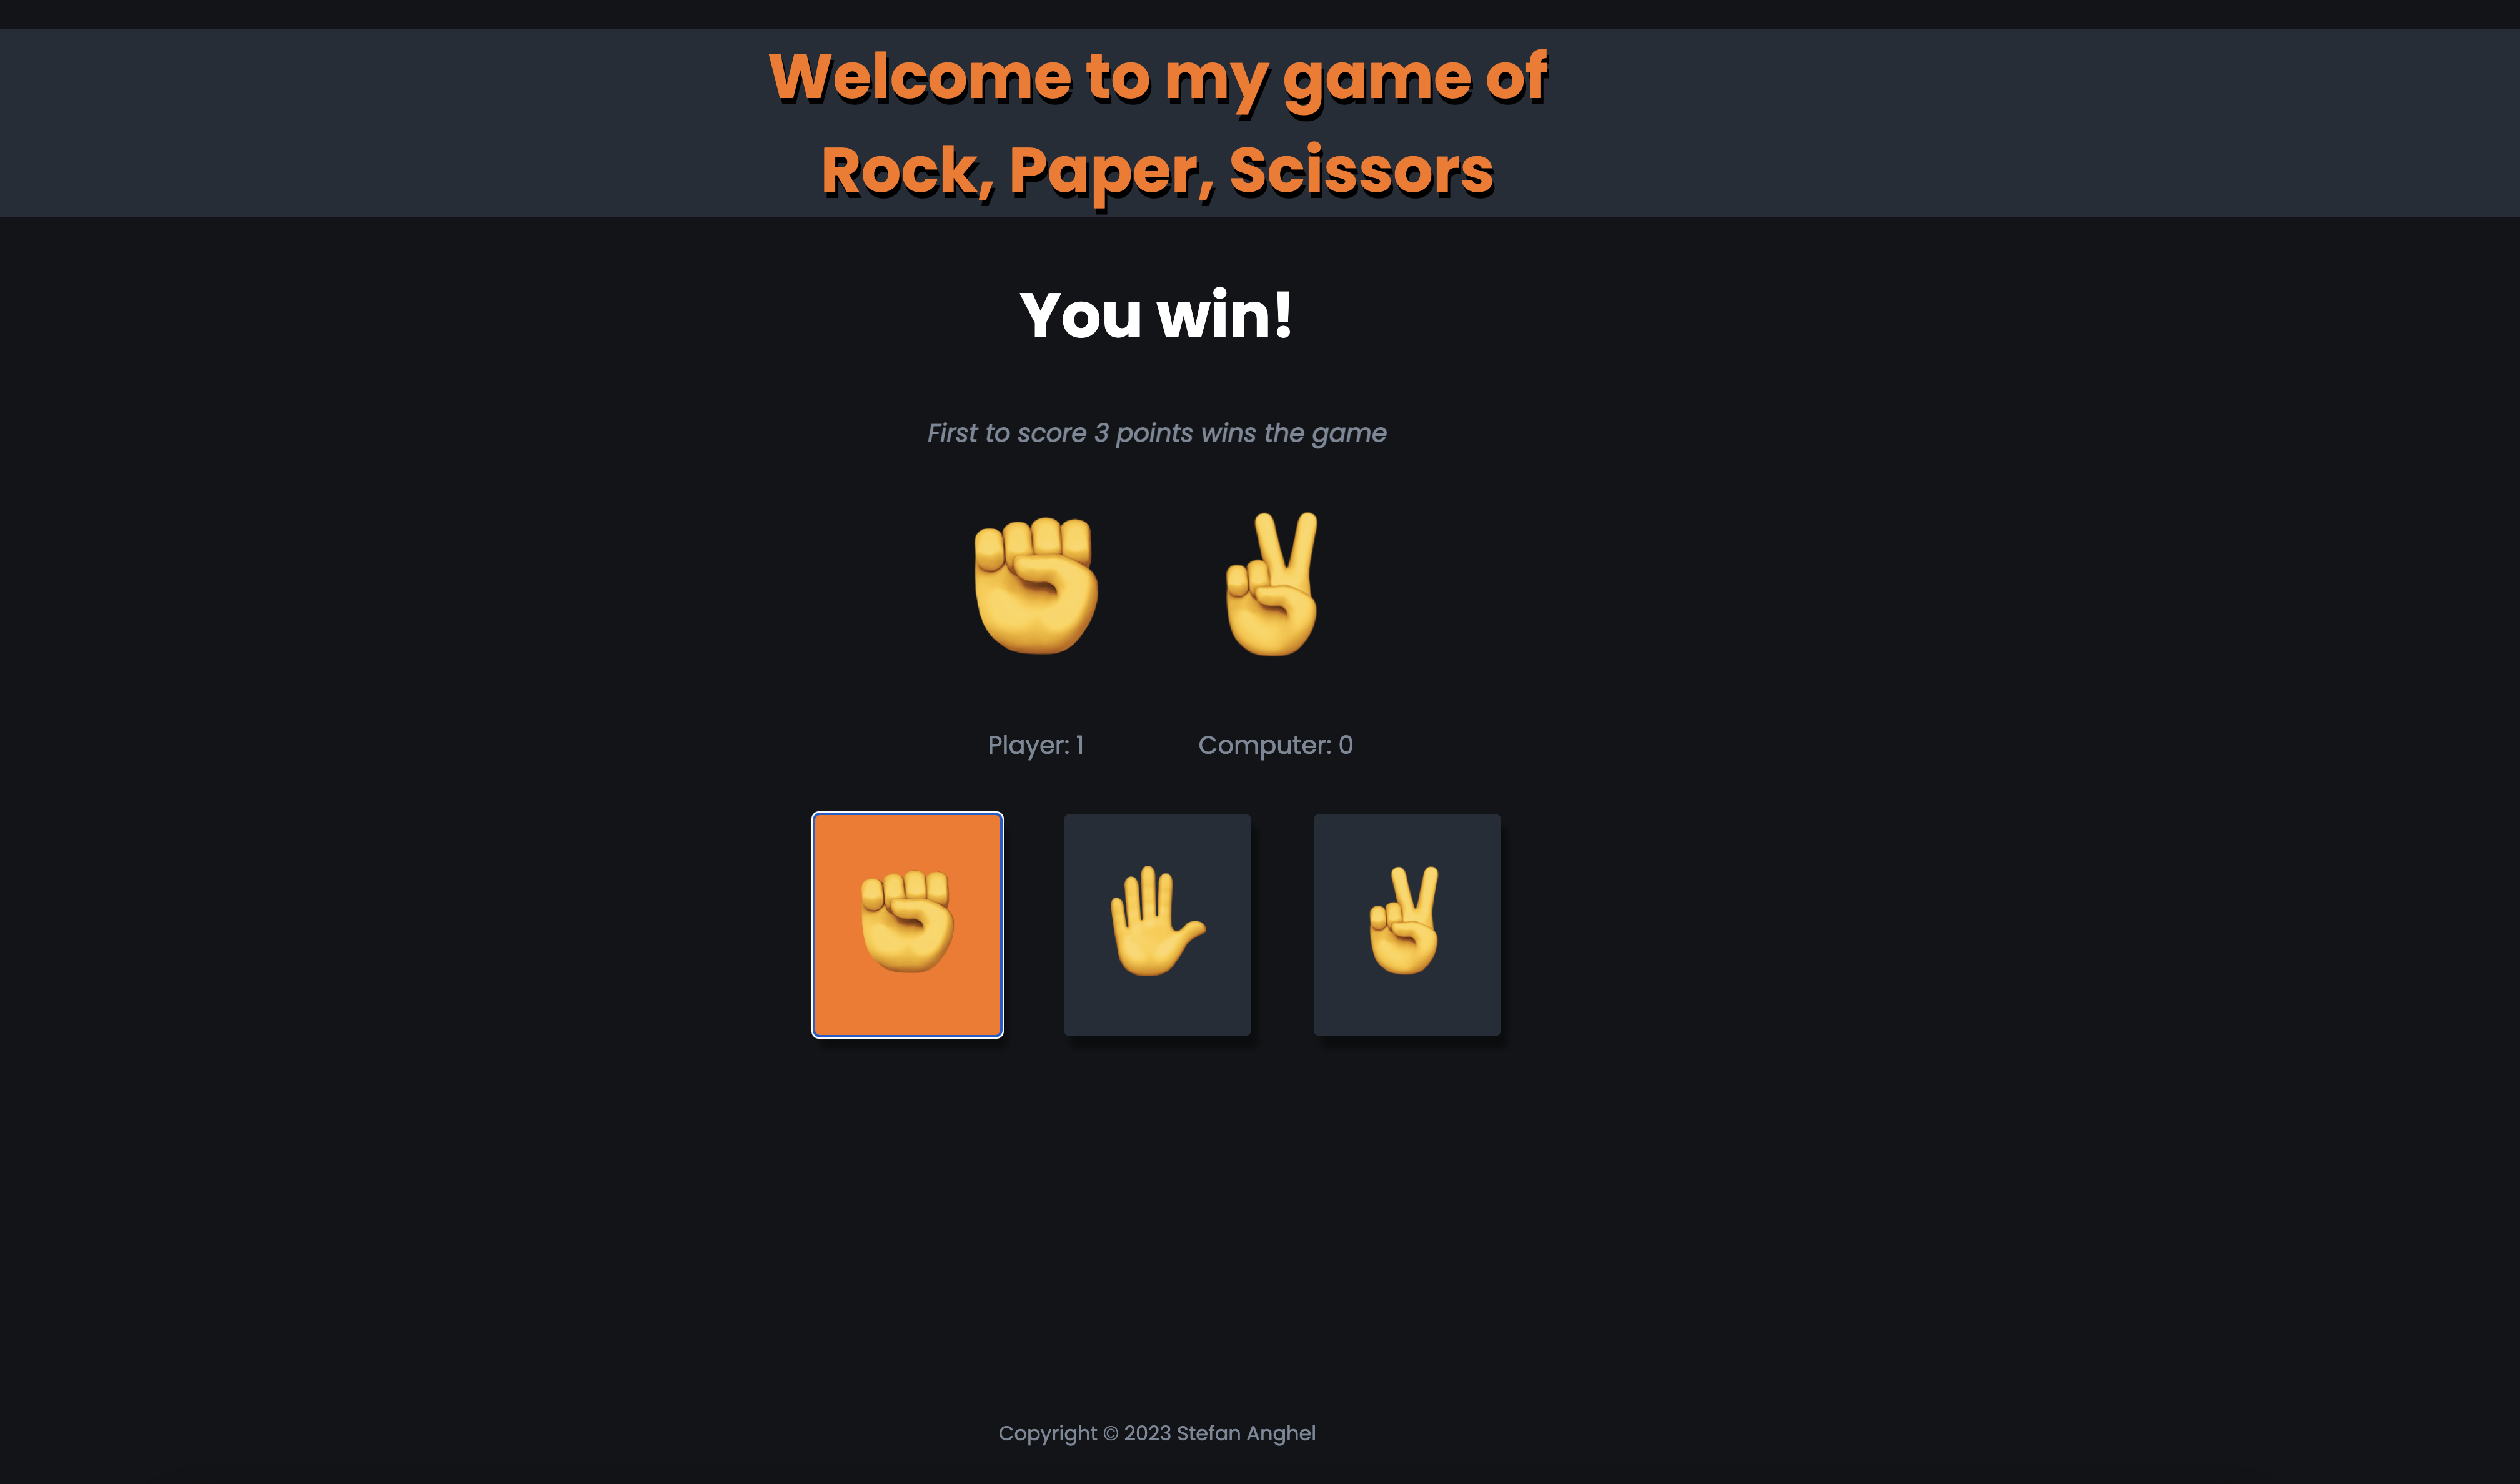 Welcome to my game of
Rock, Paper, Scissors
You win!
First to score 3 points wins the game
Player: 1
Computer: 0
Copyright © 2023 Stefan Anghel